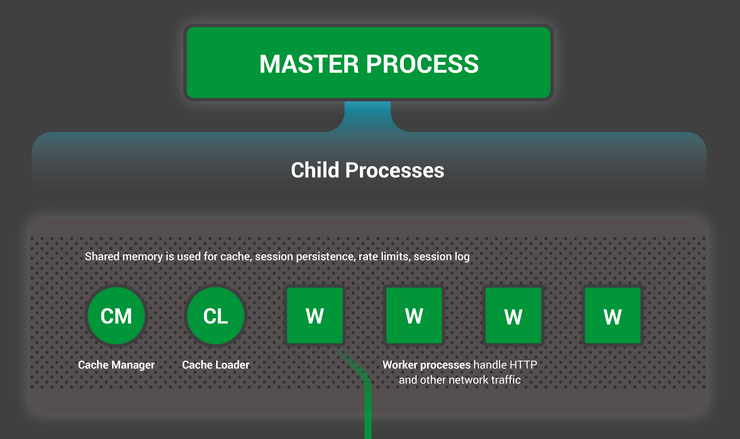 MASTER PROCESS
Child Processes
Shared memory is used for cache, session persistence, rate limits, session log
CM
CL
W
W
W
W
Cache Manager
Cache Loader
Worker processes handle HTTP
and other network traffic